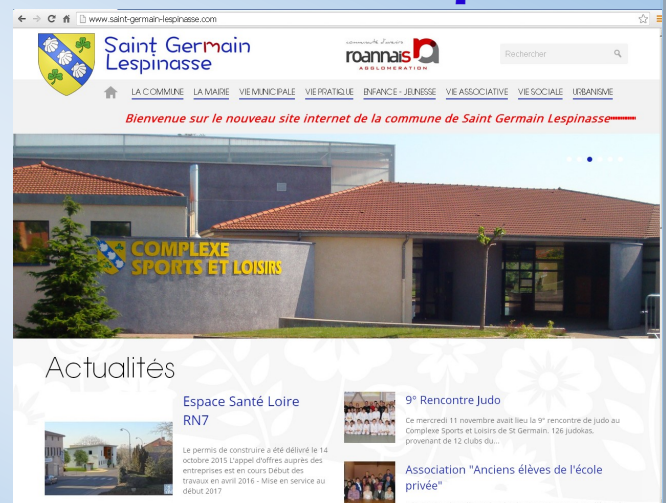 www.saint-germain-lespinasse.com
Saint Germain
Lespinasse
roannais
AGGLOMERATION
Rechercher
LA COMMUNE LA MAIRIE VIE MUNICIPALE VIE PRATIQUE ENFANCE - JEUNESSE VIE ASSOCIATIVE VIE SOCIALE URBANISME
Bienvenue sur le nouveau site internet de la commune de Saint Germain Lespinasse
COMPLEXE
SPORTS ET LOISIRS
Actualités
Espace Santé Loire
RN7
Le permis de construire a été délivré le 14
octobre 2015 L'appel d'offres auprès des
entreprises est en cours Début des
travaux en avril 2016 - Mise en service au
début 2017
9° Rencontre Judo
Ce mercredi 11 novembre avait lieu la 9° rencontre de judo au
Complexe Sports et Loisirs de St Germain. 126 judokas,
provenant de 12 clubs du...
Association "Anciens élèves de l'école
privée"